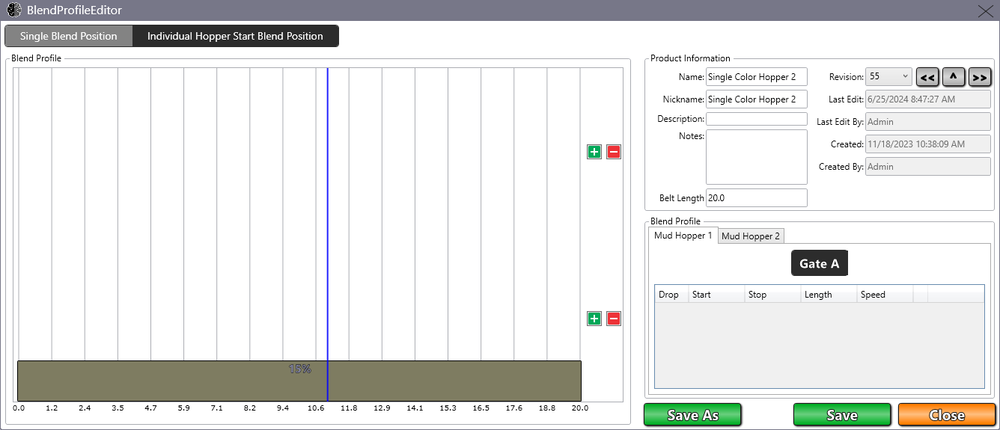 BlendProfileEditor
Single Blend Position
Individual Hopper Start Blend Position
Blend Profile
15%
0.0 1.2 2.4 3.5 4.7 5.9 7.1 8.2 9.4 10.6 11.8 12.9 14.1 15.3 16.5 17.6 18.8 20.0
Product Information
Name: Single Color Hopper 2
Nickname: Single Color Hopper 2
Description:
Notes:
Belt Length 20.0
Revision: 55 << ^ >>
Last Edit: 6/25/2024 8:47:27 AM
Last Edit By: Admin
Created: 11/18/2023 10:38:09 AM
Created By: Admin
Blend Profile
Mud Hopper 1 Mud Hopper 2
Gate A
Drop Start Stop Length Speed
Save As Save Close